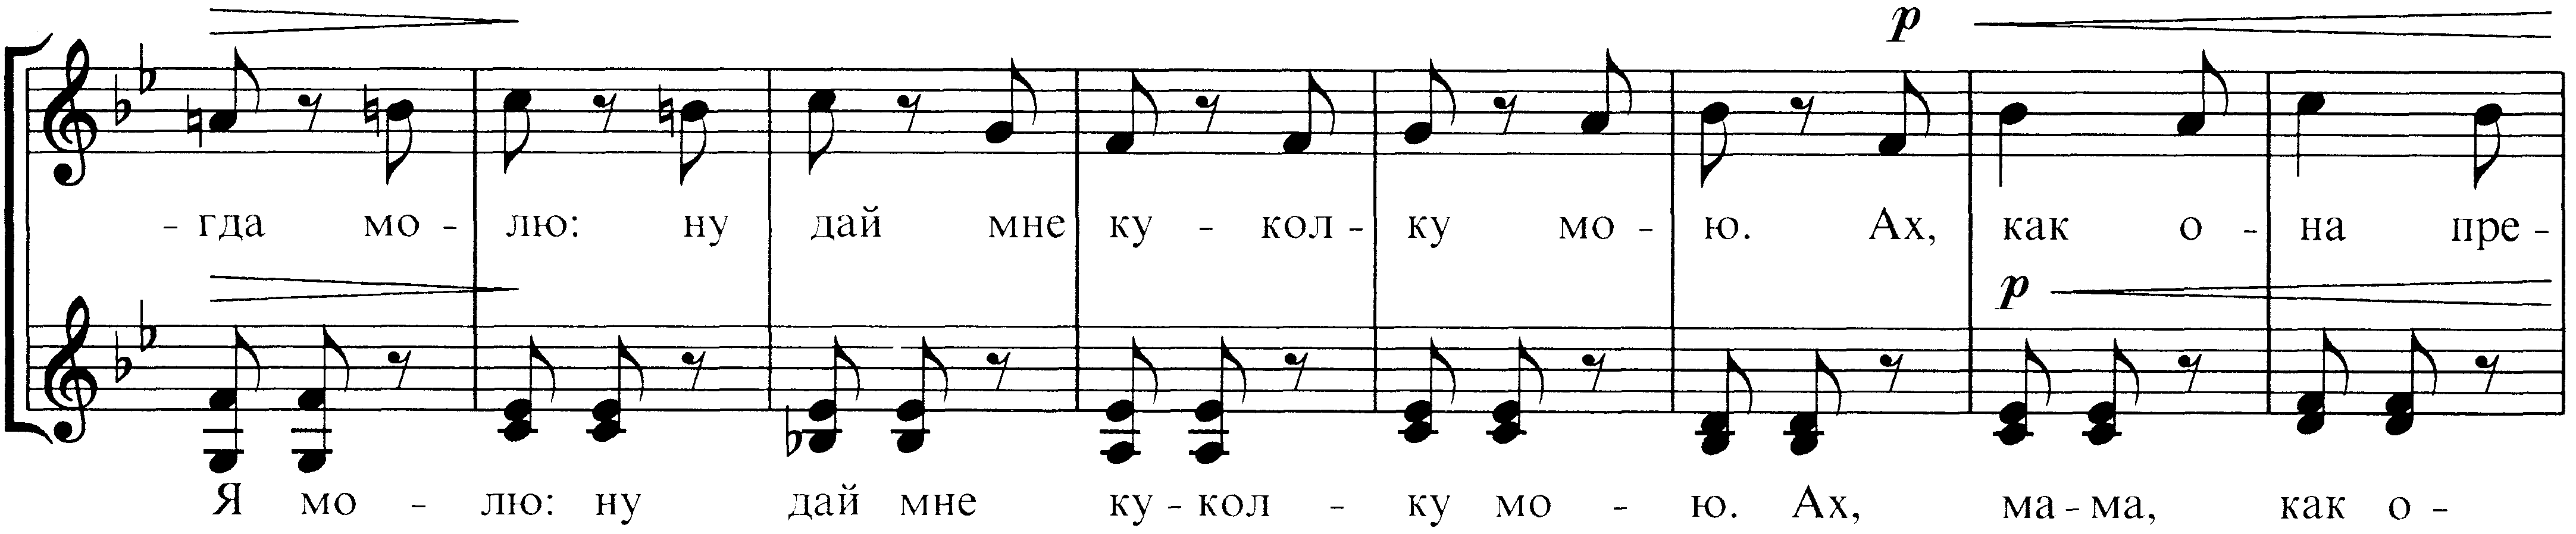 p
- гда мо - лю: ну дай мне ку - кол - ку мо - ю. Ах, как о - на пре -
p
Я мо - лю: ну дай мне ку - кол - ку мо - ю. Ах, ма - ма, как о -